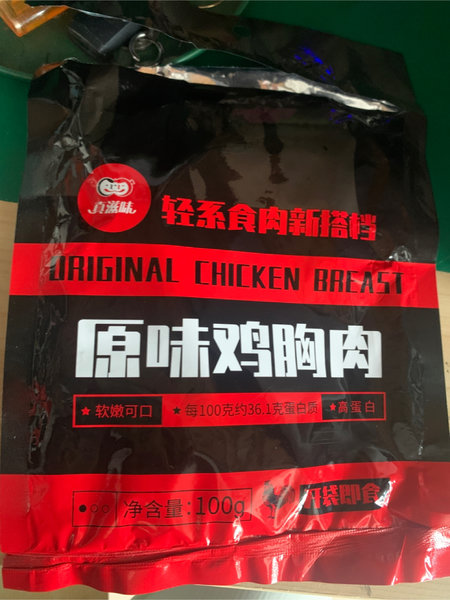 真滋味
轻系食肉新搭档
ORIGINAL CHICKEN BREAST
原味鸡胸肉
★ 软嫩可口 ★ 每100克约36.1克蛋白质 ★ 高蛋白
净含量:100g 开袋即食